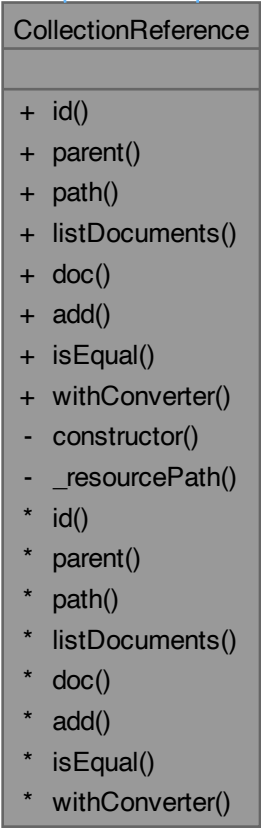 CollectionReference
+ id()
+ parent()
+ path()
+ listDocuments()
+ doc()
+ add()
+ isEqual()
+ withConverter()
- constructor()
- _resourcePath()
* id()
* parent()
* path()
* listDocuments()
* doc()
* add()
* isEqual()
* withConverter()